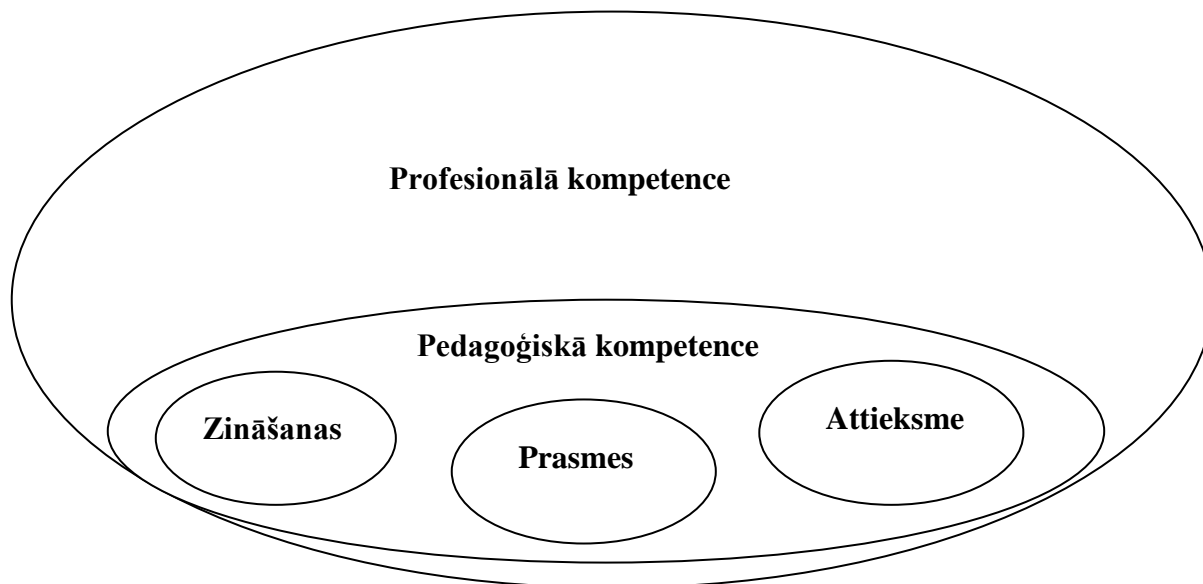 Profesionālā kompetence
Pedagoģiskā kompetence
Zināšanas
Prasmes
Attieksme